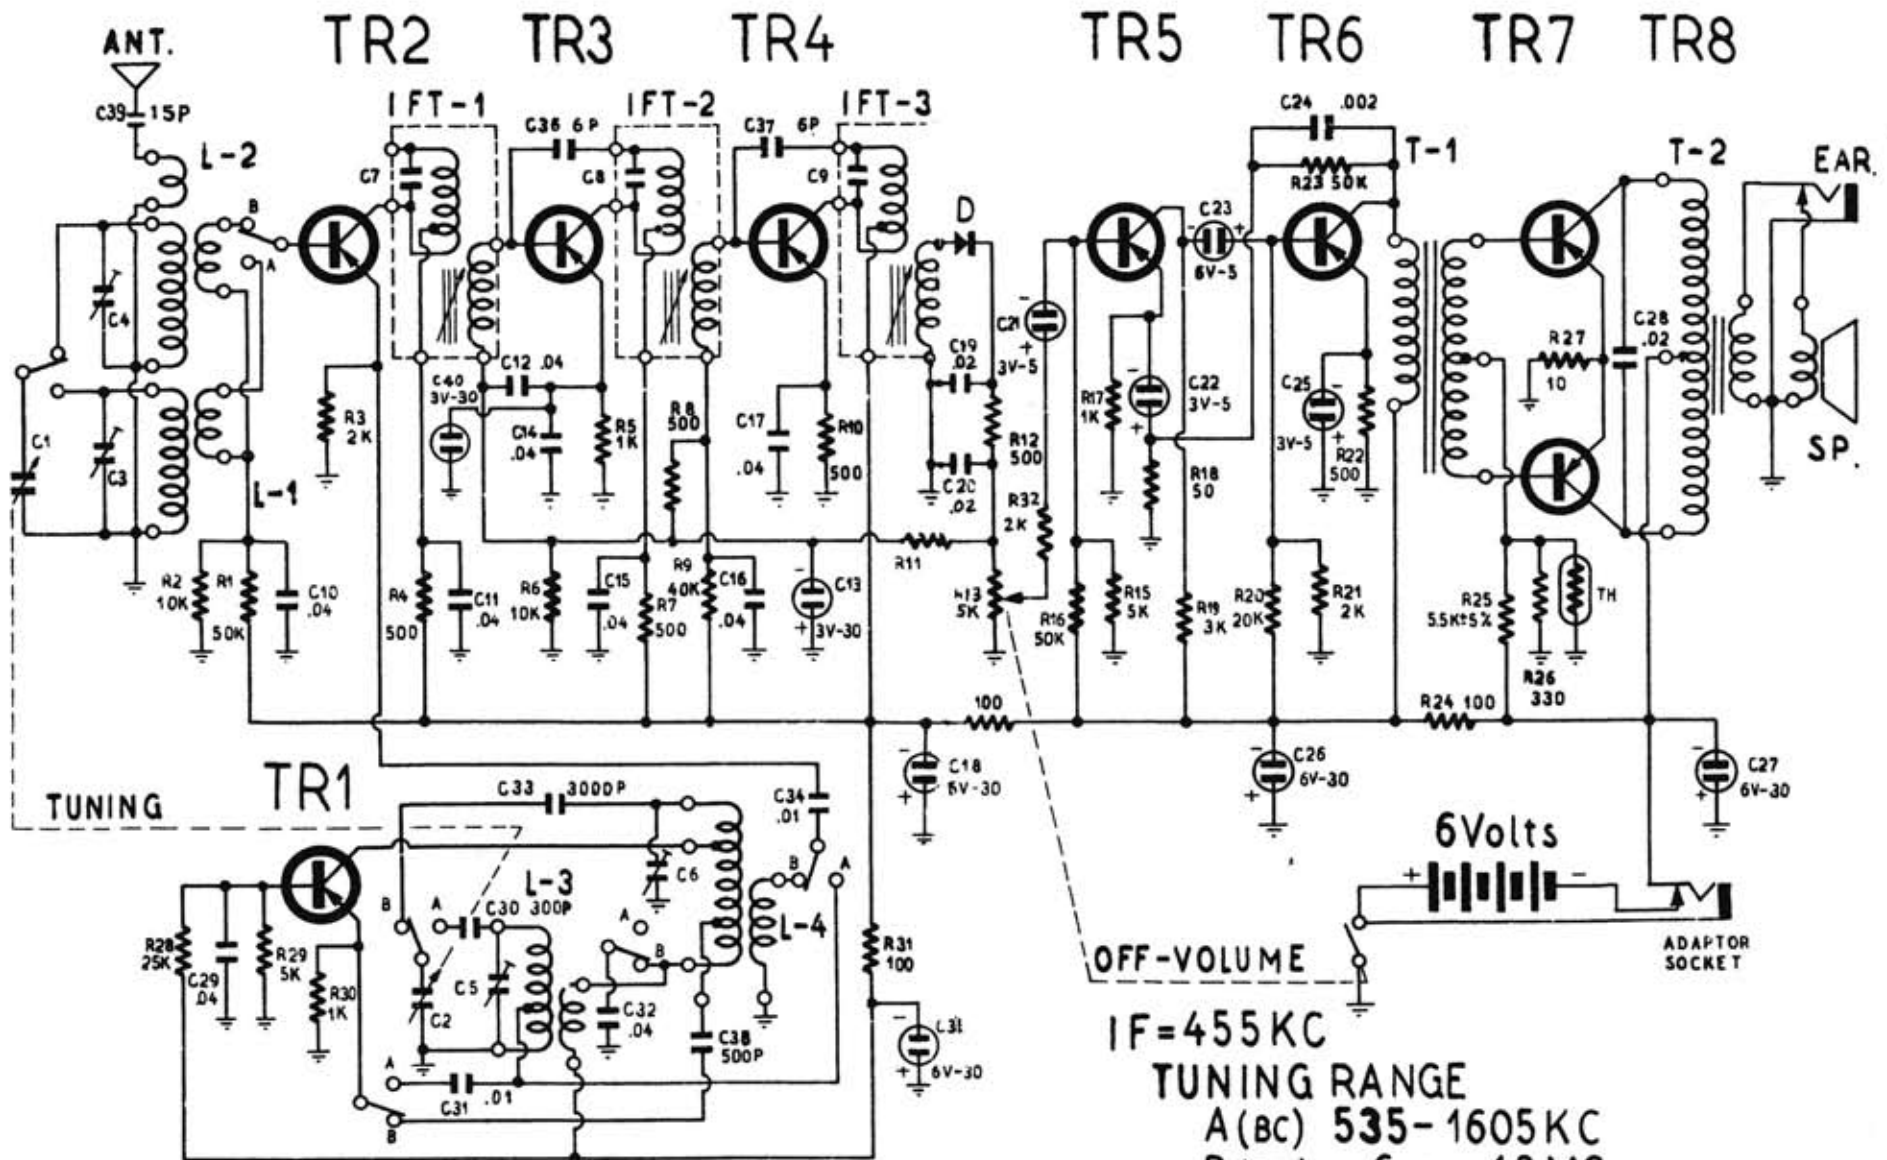 TR2 TR3 TR4 TR5 TR6 TR7 TR8
ANT.
C39 15P
L-2
IFT-1
C36 6P
IFT-2
C37 6P
IFT-3
C24 .002
R23 50K
T-1
T-2
EAR.
C7
C8
C9
D
C23
6V-5
B
A
C4
C21
3V-5
C19
.02
R27
10
C28
.02
C12 .04
C40
3V-30
R3
2K
C14
.04
R5
1K
R8
500
C17
.04
R10
500
R12
500
R17
1K
C22
3V-5
C25
3V-5
R22
500
SP.
C1
C3
L-1
C20
.02
R32
2K
R18
50
R2
10K
R1
50K
C10
.04
R4
500
C11
.04
R6
10K
C15
.04
R7
500
R9
40K
C16
.04
C13
3V-30
R11
5K
R16
50K
R15
5K
R19
3K
R20
20K
R21
2K
R25
5.5K±5%
TH
R26
330
100
R24 100
C18
C26
6V-30
C27
6V-30
TR1
TUNING
C33 3000P
C34
.01
B
A
C6
L-3
C30 300P
B
A
A
B
L-4
6Volts
+ -
R28
25K
C29
.04
R29
5K
R30
1K
C2
C5
C32
.04
C38
500P
R31
100
OFF-VOLUME
ADAPTOR
SOCKET
6V-30
A
C31 .01
B
IF=455KC
TUNING RANGE
A(BC) 535-1605KC